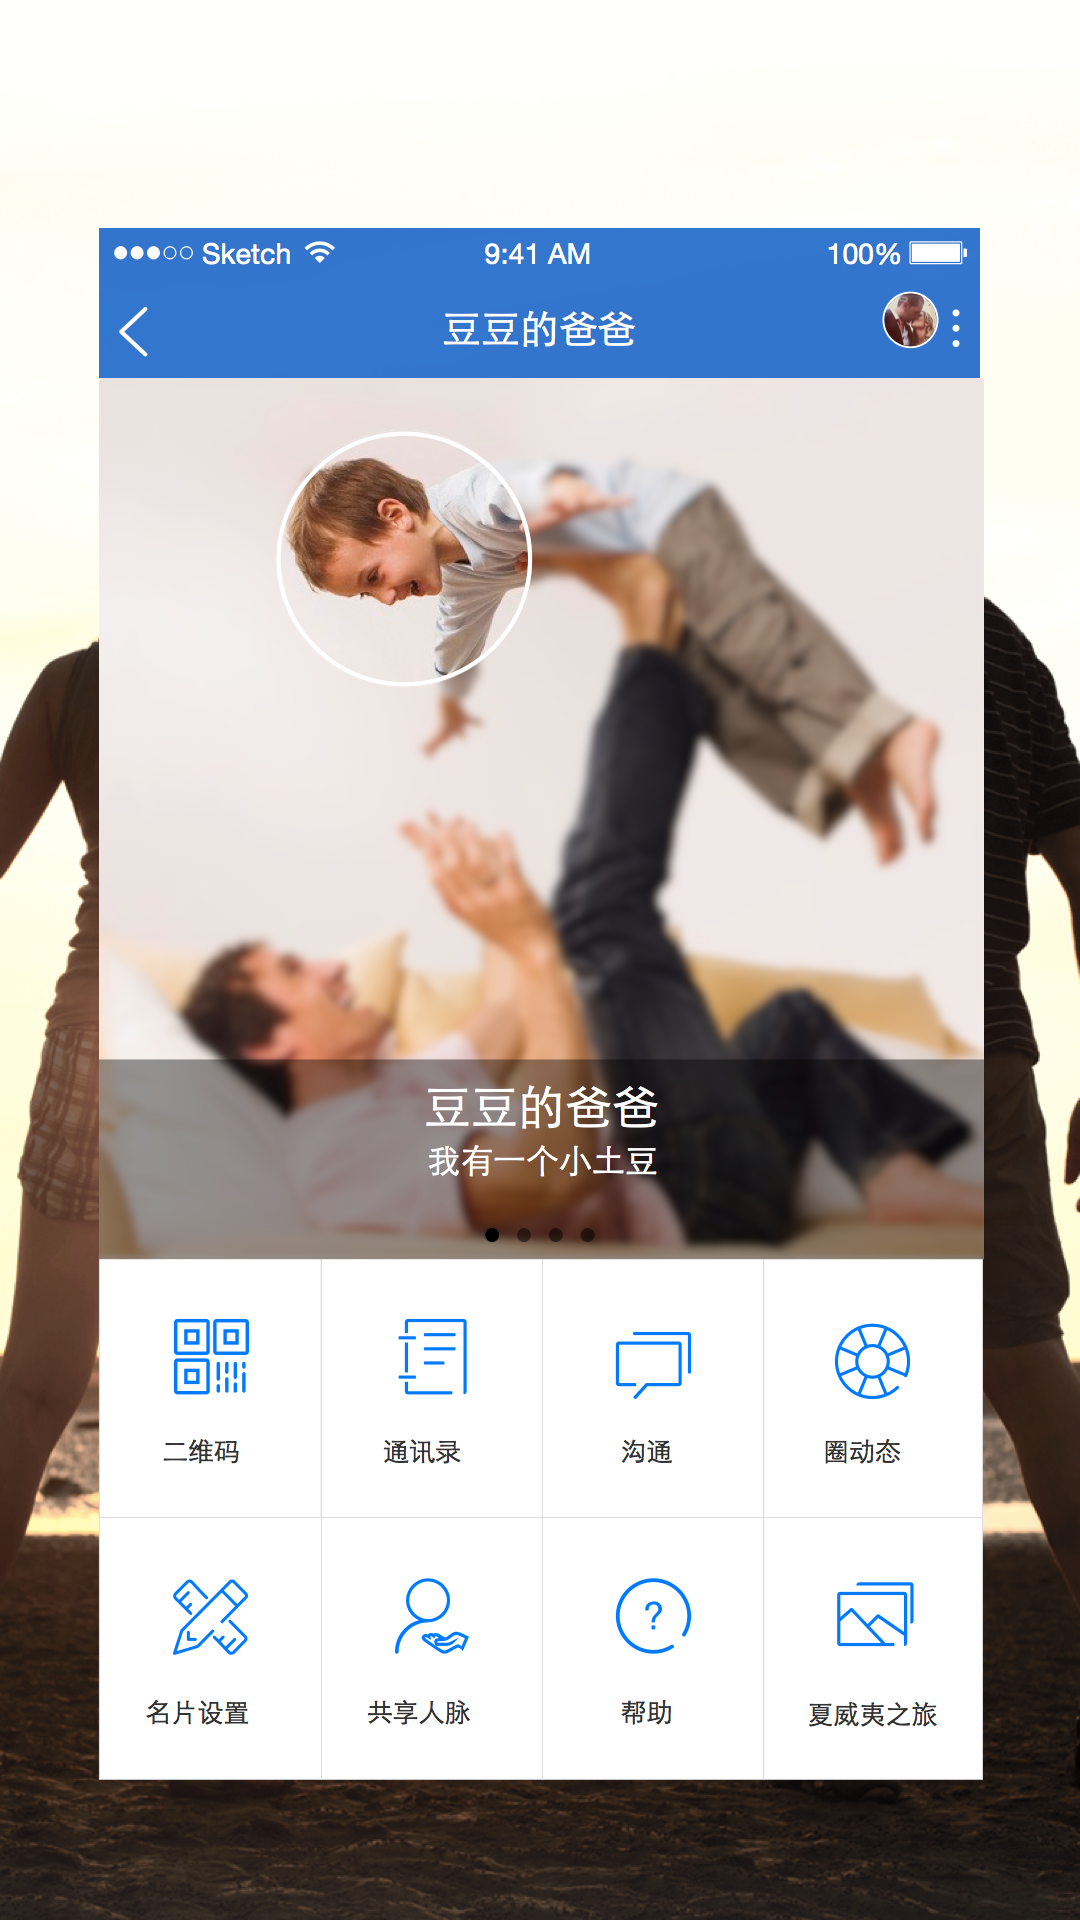 Sketch 9:41 AM 100%
豆豆的爸爸
豆豆的爸爸
我有一个小土豆
二维码 通讯录 沟通 圈动态
?
名片设置 共享人脉 帮助 夏威夷之旅